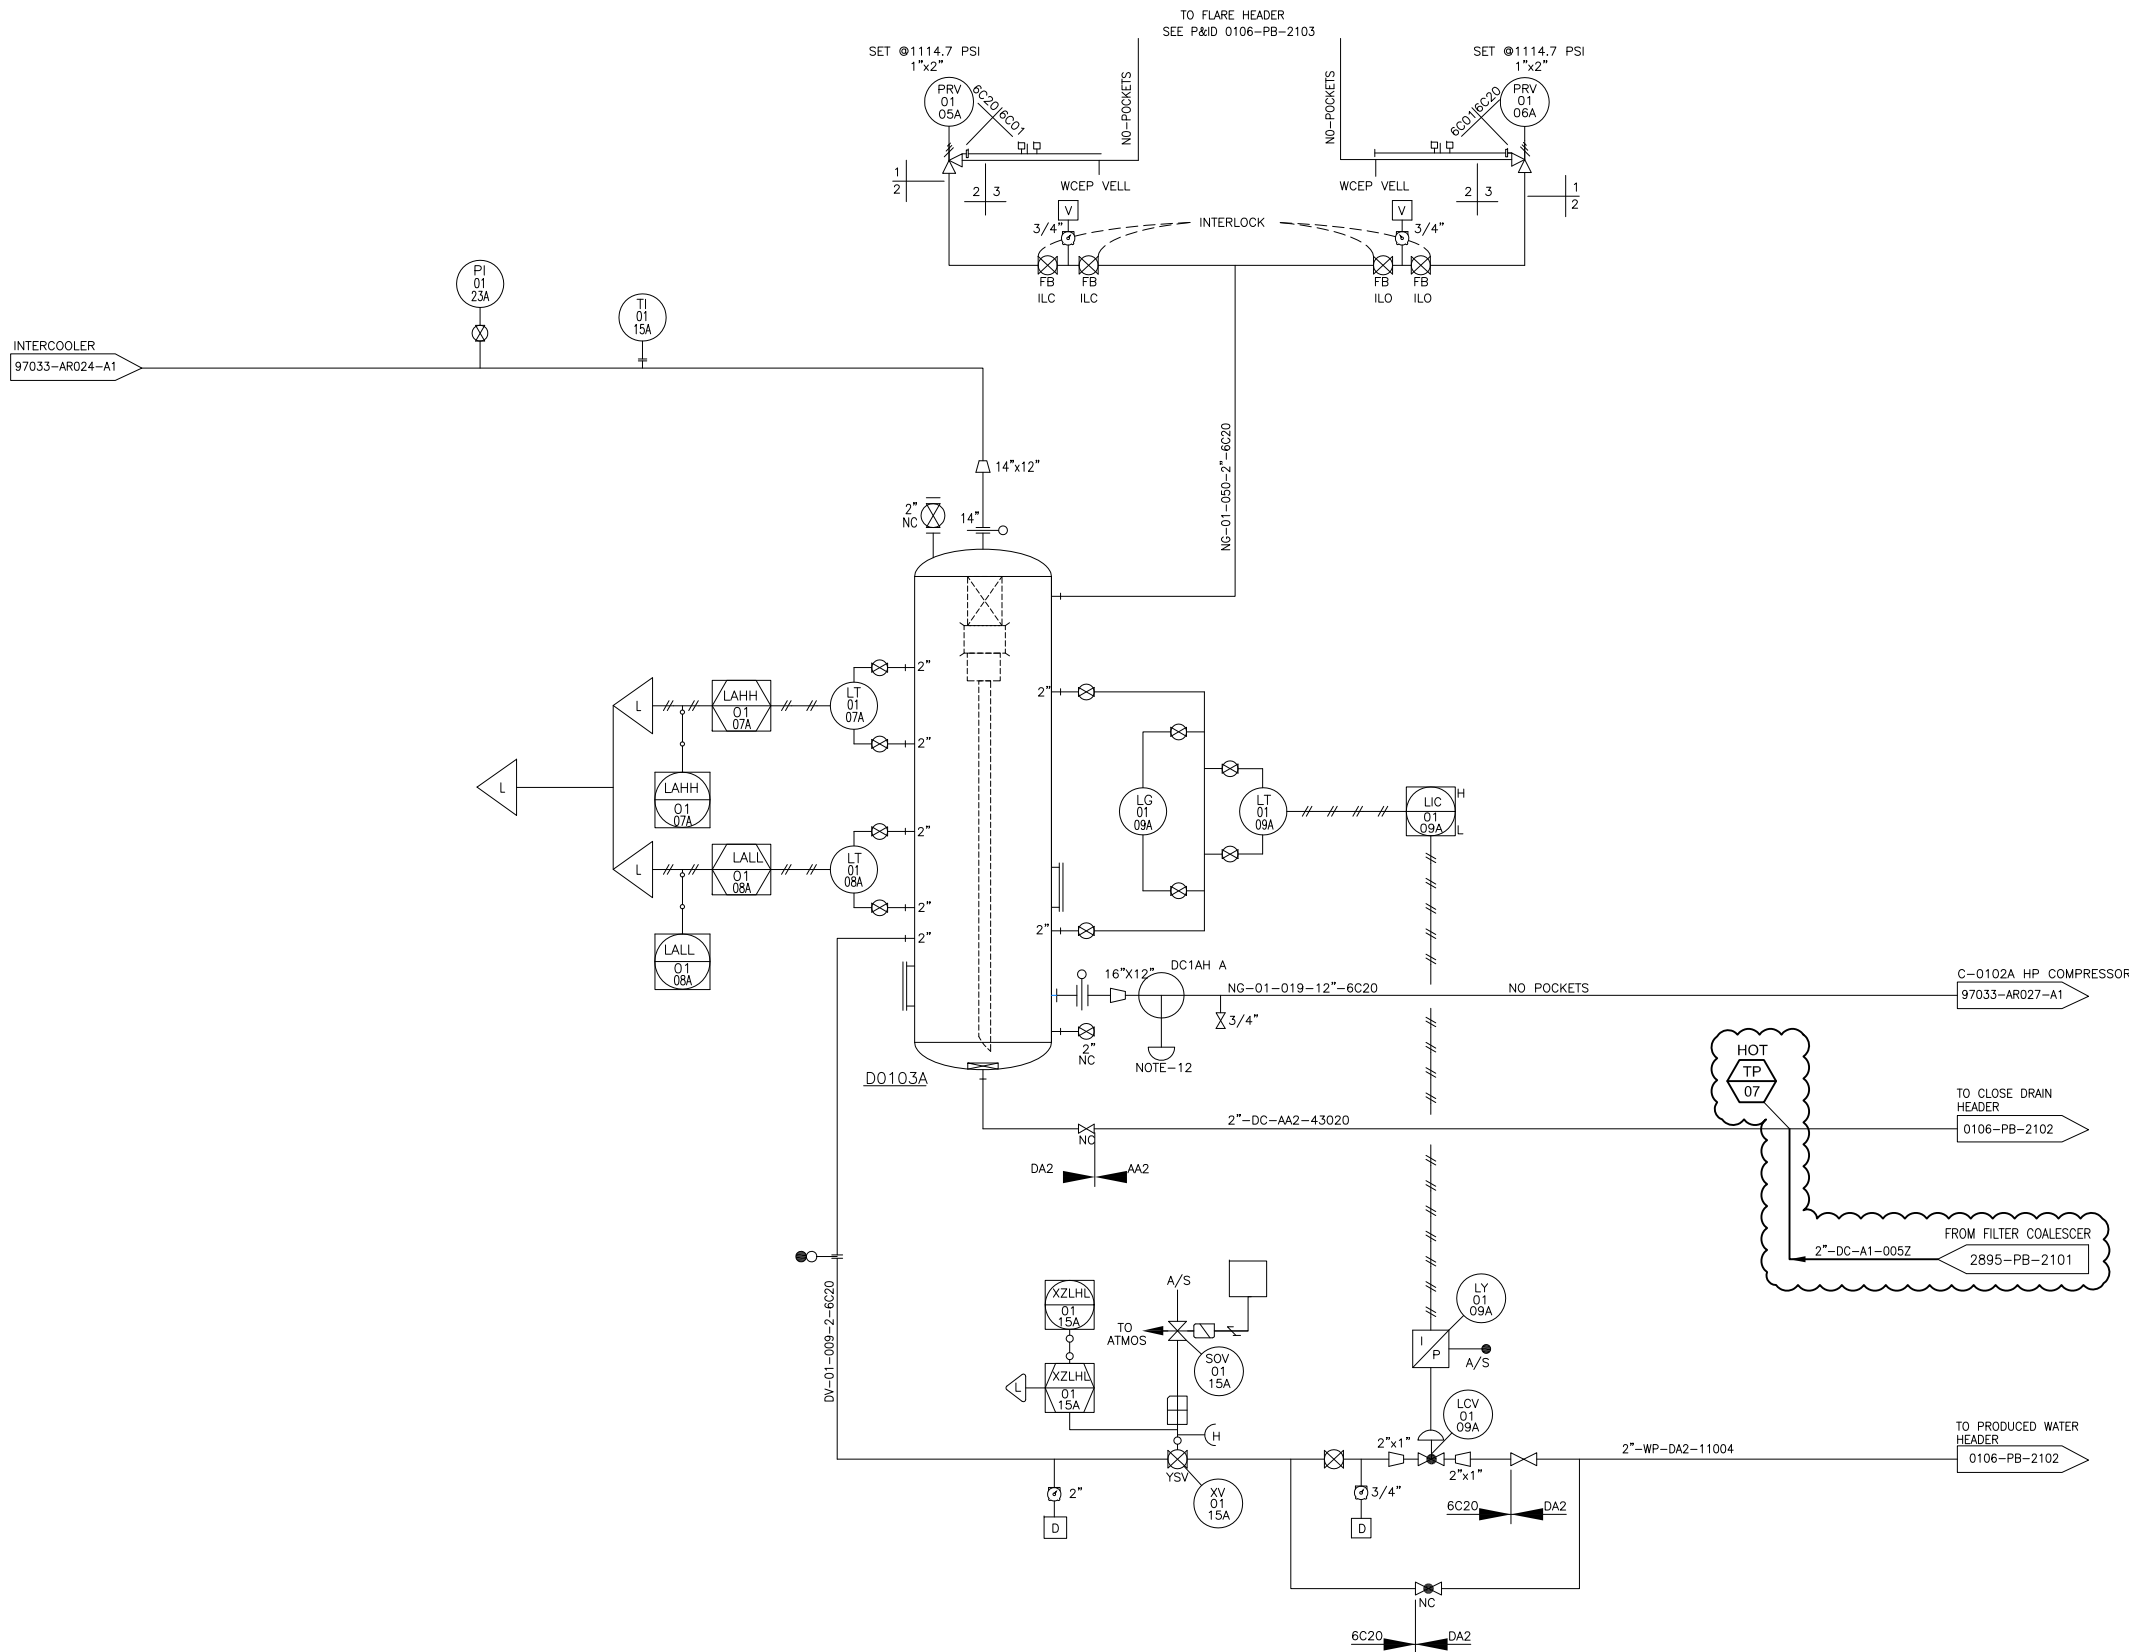 TO FLARE HEADER
SEE P&ID 0106-PB-2103
SET @1114.7 PSI
1"x2"
SET @1114.7 PSI
1"x2"
PRV
01
05A
6C20|6C01
NO-POCKETS
NO-POCKETS
6C01|6C20
PRV
01
06A
1
2
2 3
WCEP VELL
WCEP VELL
2 3
1
2
V
3/4"
INTERLOCK
V
3/4"
FB
ILC
FB
ILC
FB
ILO
FB
ILO
PI
01
23A
TI
01
15A
INTERCOOLER
97033-AR024-A1
NG-01-050-2"-6C20
14"x12"
2"
NC
14"
2"
2"
2"
2"
2"
2"
2"
LAHH
01
07A
LT
01
07A
L
L
LAHH
01
07A
LG
01
09A
LT
01
09A
LIC
01
09A
H
L
L
LALL
01
08A
LT
01
08A
LALL
01
08A
16"X12"
DC1AH A
NG-01-019-12"-6C20
NO POCKETS
C-0102A HP COMPRESSOR
97033-AR027-A1
3/4"
2"
NC
NOTE-12
D0103A
HOT
TP
07
2"-DC-AA2-43020
NC
TO CLOSE DRAIN
HEADER
0106-PB-2102
DA2
AA2
FROM FILTER COALESCER
2"-DC-A1-005Z
2895-PB-2101
DV-01-009-2-6C20
XZLHL
01
15A
A/S
TO
ATMOS
SOV
01
15A
LY
01
09A
I
P
A/S
L
XZLHL
01
15A
H
LCV
01
09A
2"x1"
2"x1"
2"-WP-DA2-11004
TO PRODUCED WATER
HEADER
0106-PB-2102
YSV
XV
01
15A
2"
D
3/4"
D
6C20
DA2
NC
6C20
DA2